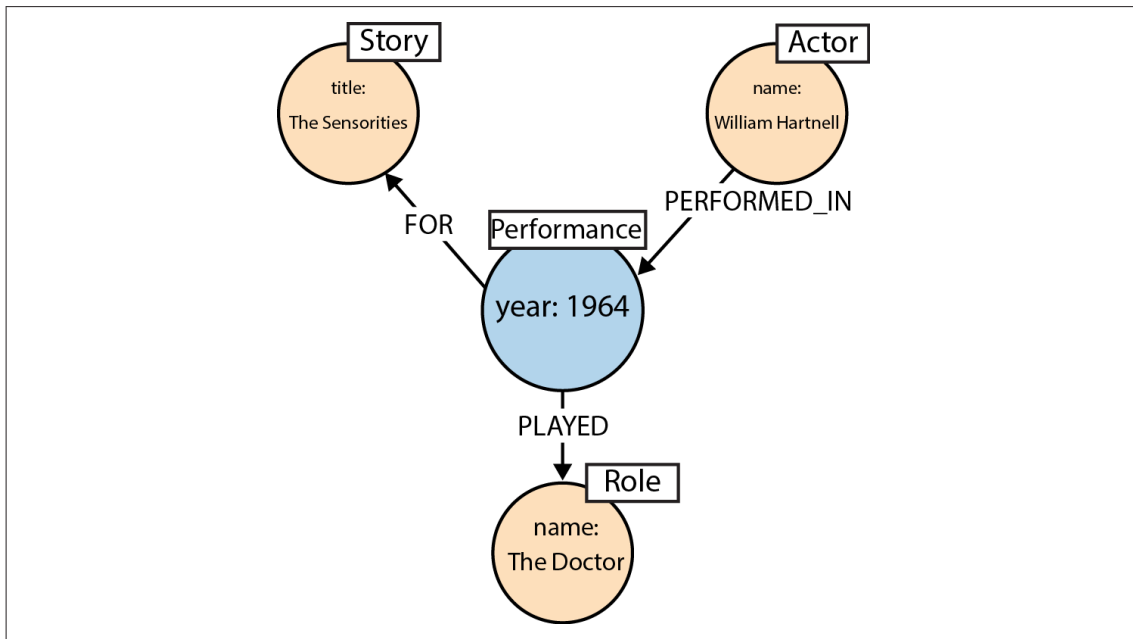 Story
title:
The Sensorities
Actor
name:
William Hartnell
PERFORMED_IN
FOR
Performance
year: 1964
PLAYED
Role
name:
The Doctor